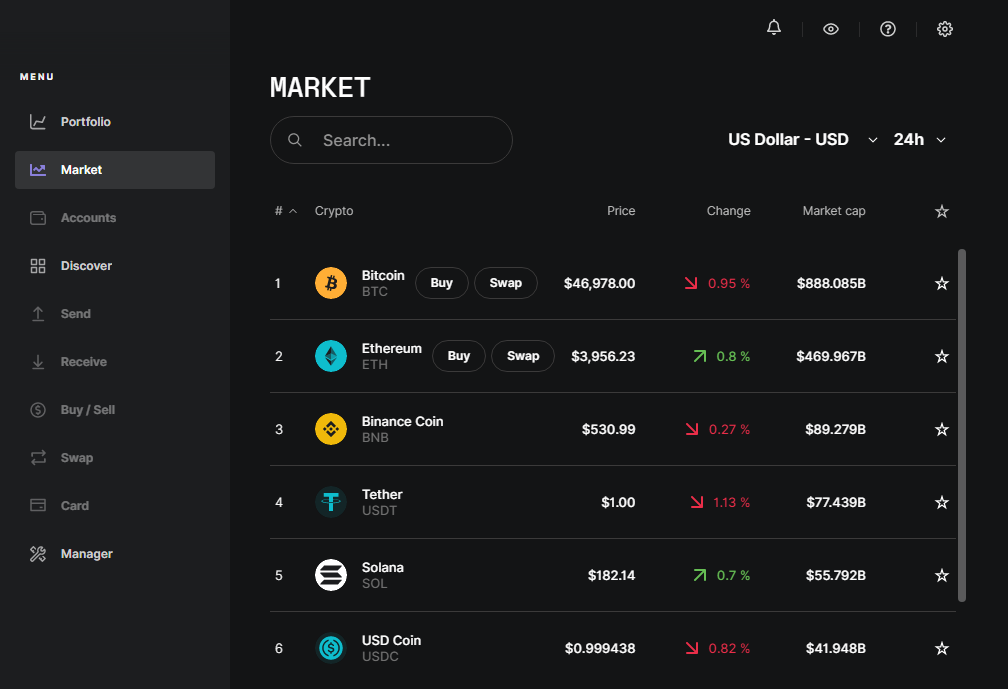 MENU
Portfolio
Market
Accounts
Discover
Send
Receive
Buy / Sell
Swap
Card
Manager
MARKET
Search...
US Dollar - USD 24h
# Crypto Price Change Market cap
1 Bitcoin BTC Buy Swap $46,978.00 0.95 % $888.085B
2 Ethereum ETH Buy Swap $3,956.23 0.8 % $469.967B
3 Binance Coin BNB $530.99 0.27 % $89.279B
4 Tether USDT $1.00 1.13 % $77.439B
5 Solana SOL $182.14 0.7 % $55.792B
6 USD Coin USDC $0.999438 0.82 % $41.948B